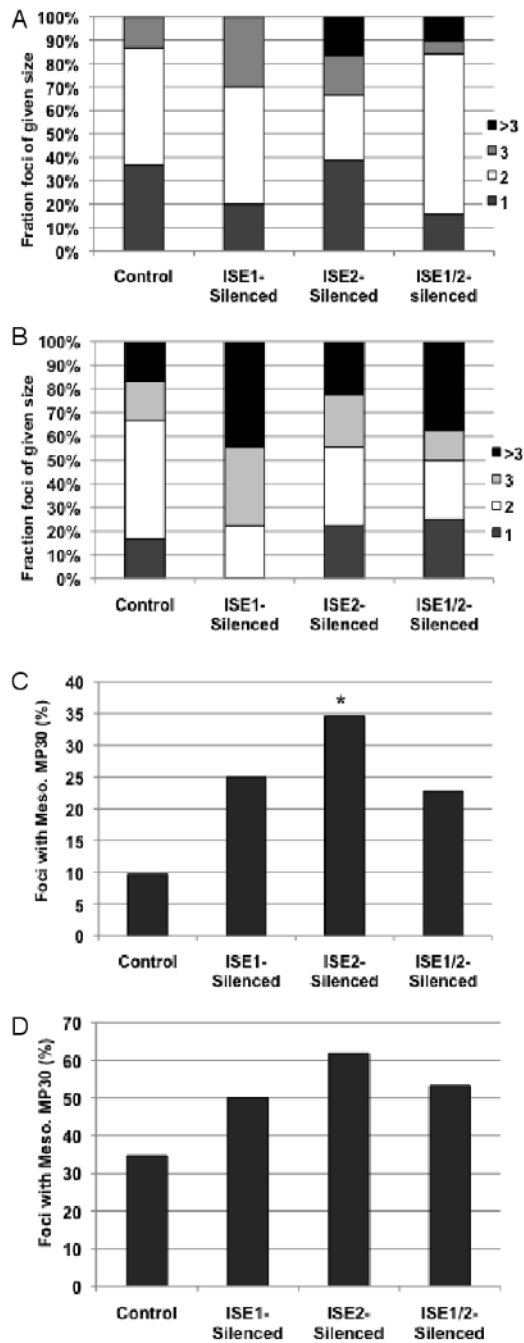 A
Fration foci of given size
100%
90%
80%
70%
60%
50%
40%
30%
20%
10%
0%
Control
ISE1-
Silenced
ISE2-
Silenced
ISE1/2-
silenced
>3
3
2
1
B
Fraction foci of given size
100%
90%
80%
70%
60%
50%
40%
30%
20%
10%
0%
Control
ISE1-
Silenced
ISE2-
Silenced
ISE1/2-
Silenced
>3
3
2
1
C
Foci with Meso. MP30 (%)
40
35
30
25
20
15
10
5
0
*
Control
ISE1-
Silenced
ISE2-
Silenced
ISE1/2-
Silenced
D
Foci with Meso. MP30 (%)
70
60
50
40
30
20
10
0
Control
ISE1-
Silenced
ISE2-
Silenced
ISE1/2-
Silenced